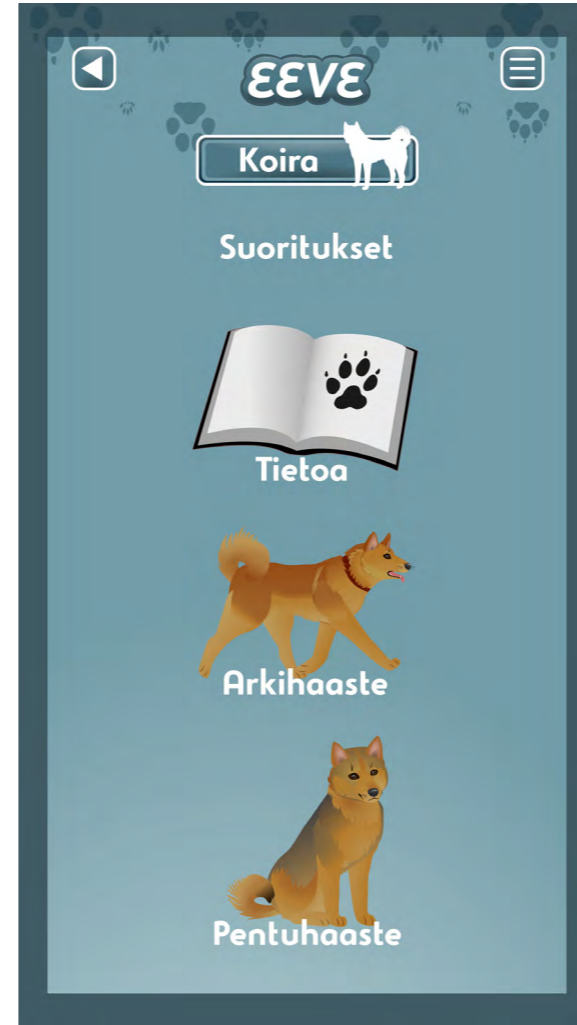 EEVE
Koira
Suoritukset
Tietoa
Arkihaaste
Pentuhaaste